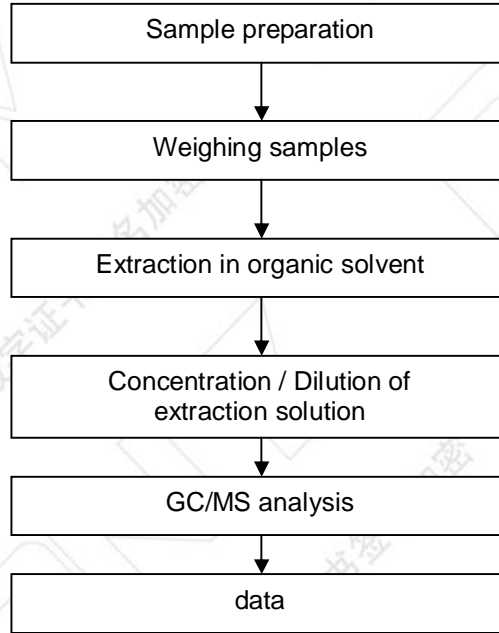 Sample preparation
Weighing samples
Extraction in organic solvent
Concentration / Dilution of
extraction solution
GC/MS analysis
data